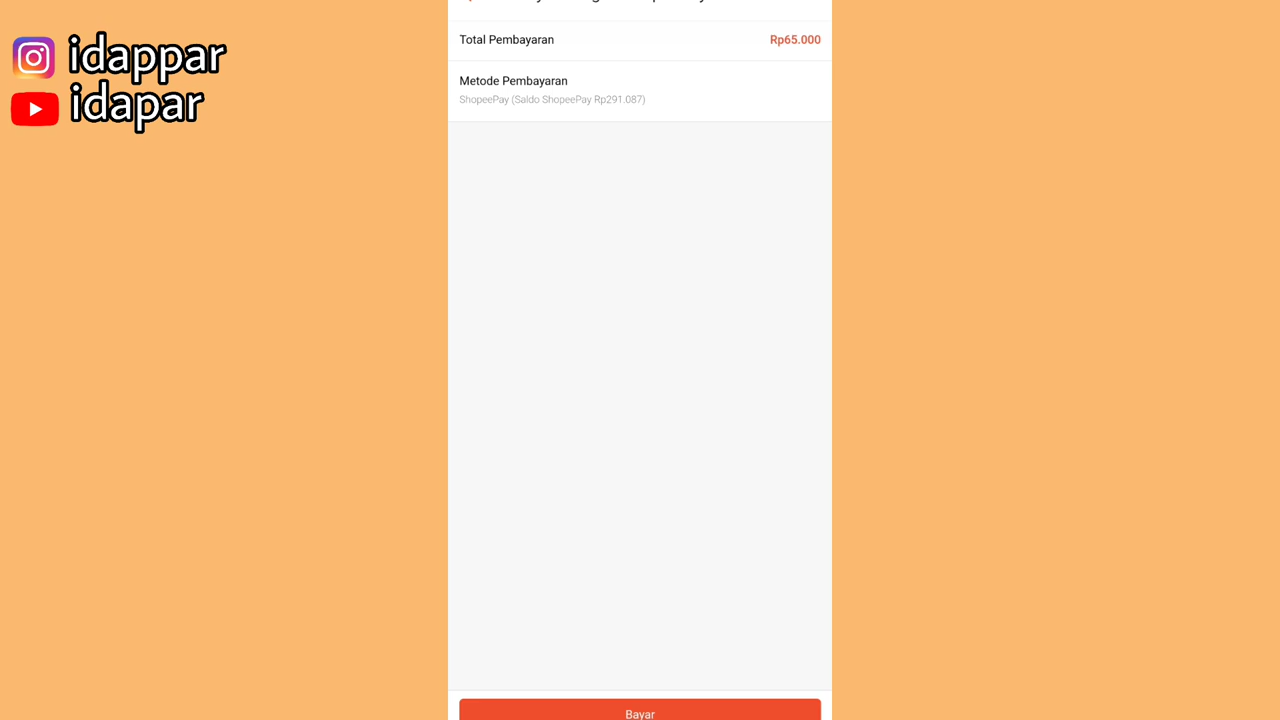 idappar
idapar
Total Pembayaran
Rp65.000
Metode Pembayaran
ShopeePay (Saldo ShopeePay Rp291.087)
Bayar